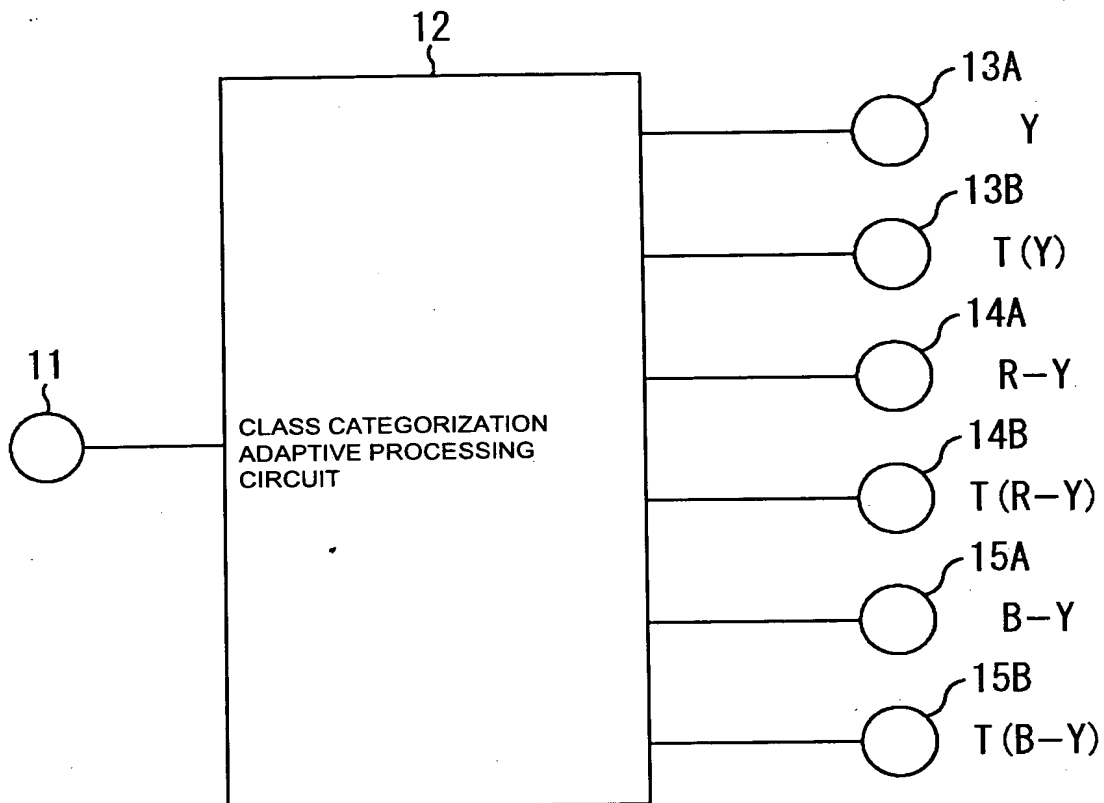 12
13A
Y
13B
T(Y)
14A
R-Y
11
CLASS CATEGORIZATION
ADAPTIVE PROCESSING
CIRCUIT
14B
T(R-Y)
15A
B-Y
15B
T(B-Y)